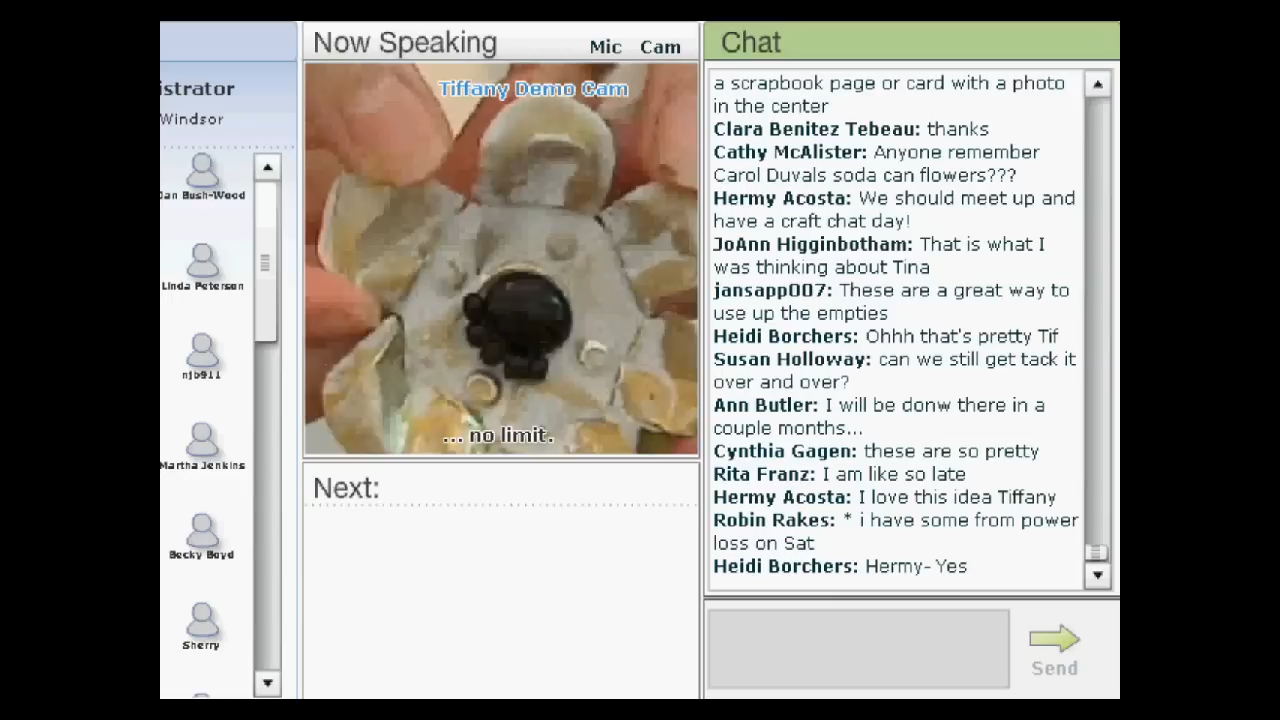 istrator
Windsor
Jan Bush-Wood
Linda Peterson
njb911
Martha Jenkins
Becky Boyd
Sherry
Now Speaking
Mic Cam
Tiffany Demo Cam
... no limit.
Next:
Chat
a scrapbook page or card with a photo
in the center
Clara Benitez Tebeau: thanks
Cathy McAlister: Anyone remember
Carol Duvals soda can flowers???
Hermy Acosta: We should meet up and
have a craft chat day!
JoAnn Higginbotham: That is what I
was thinking about Tina
jansapp007: These are a great way to
use up the empties
Heidi Borchers: Ohhh that's pretty Tif
Susan Holloway: can we still get tack it
over and over?
Ann Butler: I will be donw there in a
couple months...
Cynthia Gagen: these are so pretty
Rita Franz: I am like so late
Hermy Acosta: I love this idea Tiffany
Robin Rakes: * i have some from power
loss on Sat
Heidi Borchers: Hermy- Yes
Send